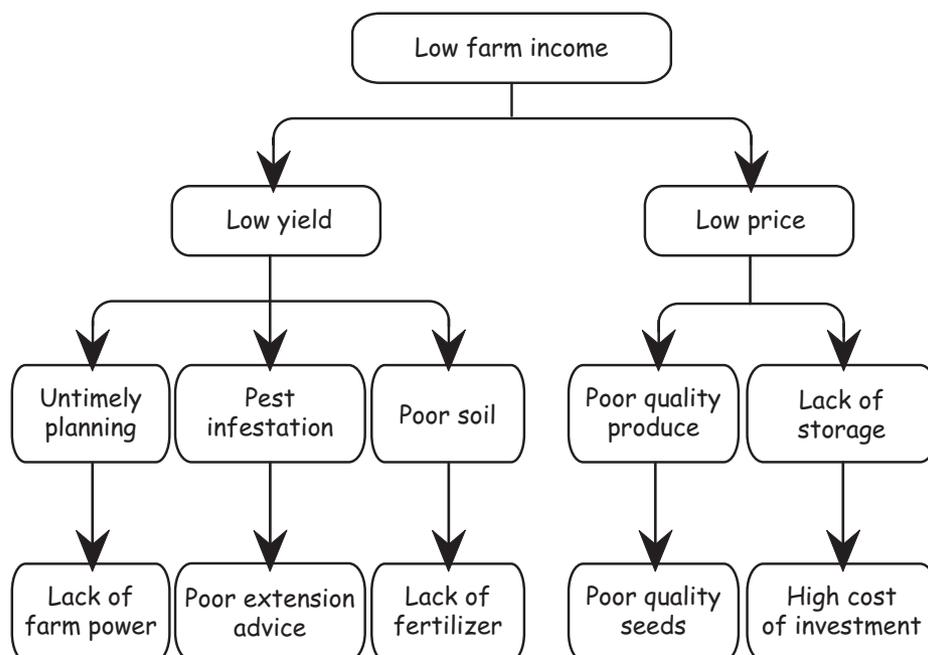 Low farm income
Low yield
Low price
Untimely
planning
Pest
infestation
Poor soil
Poor quality
produce
Lack of
storage
Lack of
farm power
Poor extension
advice
Lack of
fertilizer
Poor quality
seeds
High cost
of investment